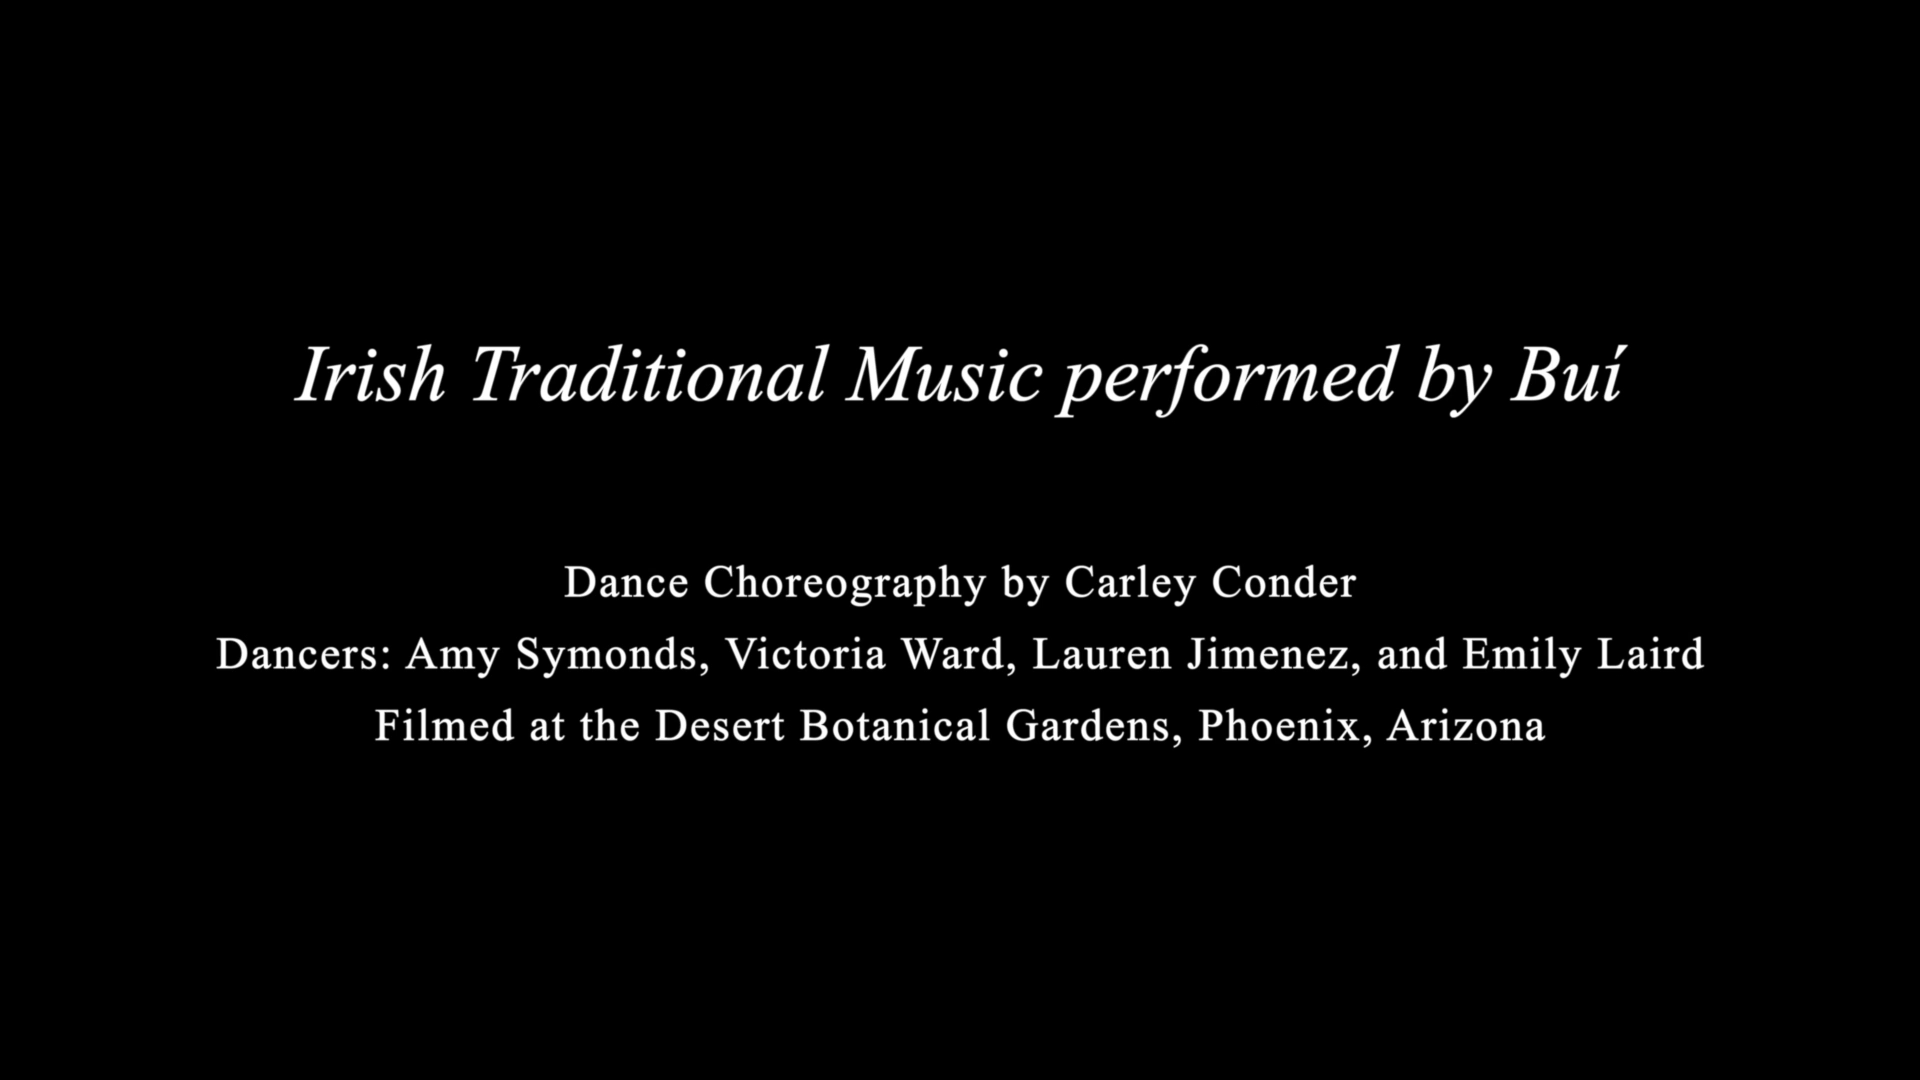 Irish Traditional Music performed by Buí
Dance Choreography by Carley Conder
Dancers: Amy Symonds, Victoria Ward, Lauren Jimenez, and Emily Laird
Filmed at the Desert Botanical Gardens, Phoenix, Arizona